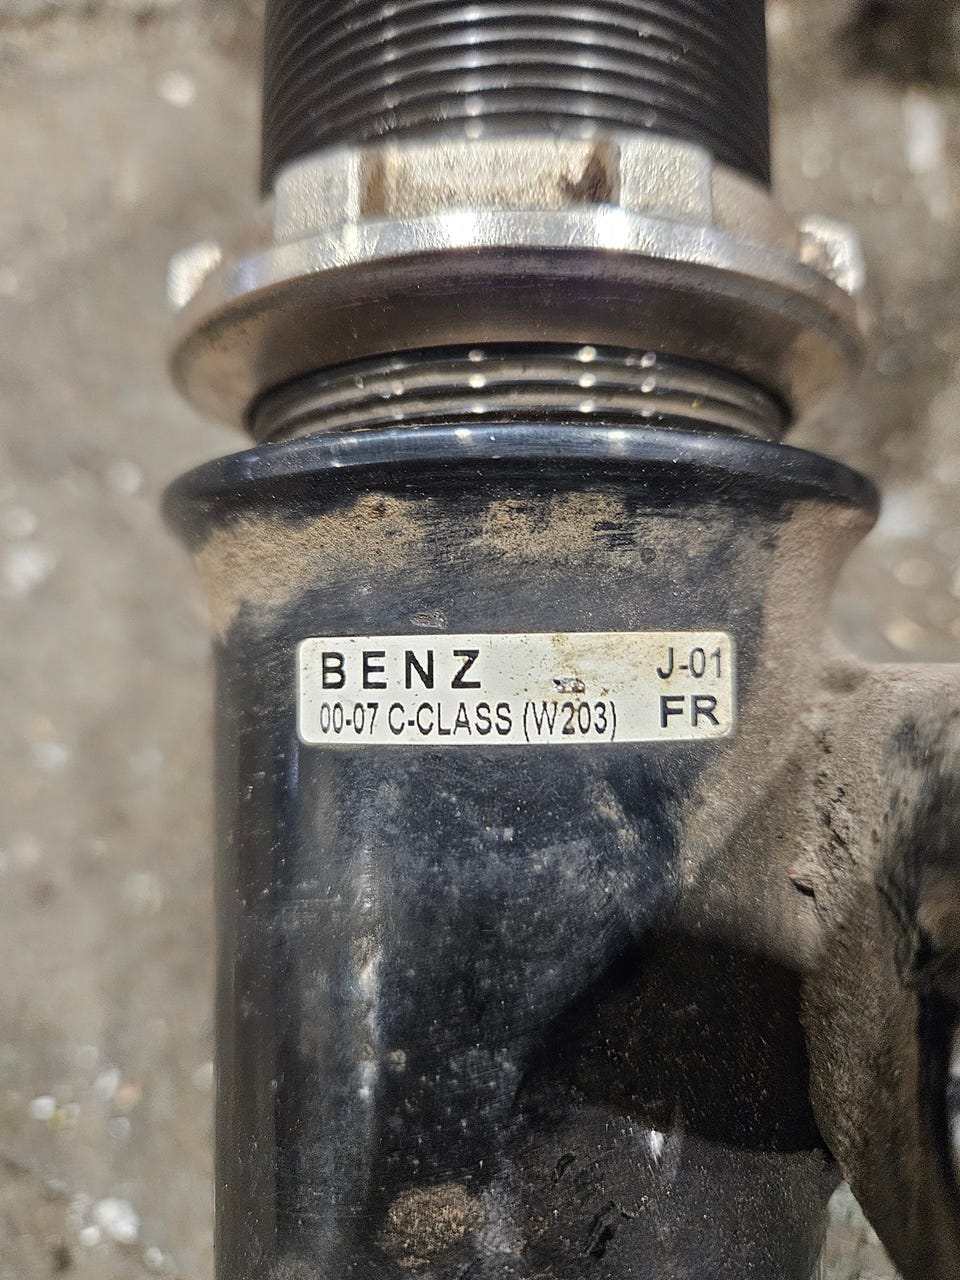 BENZ J-01
00-07 C-CLASS (W203) FR